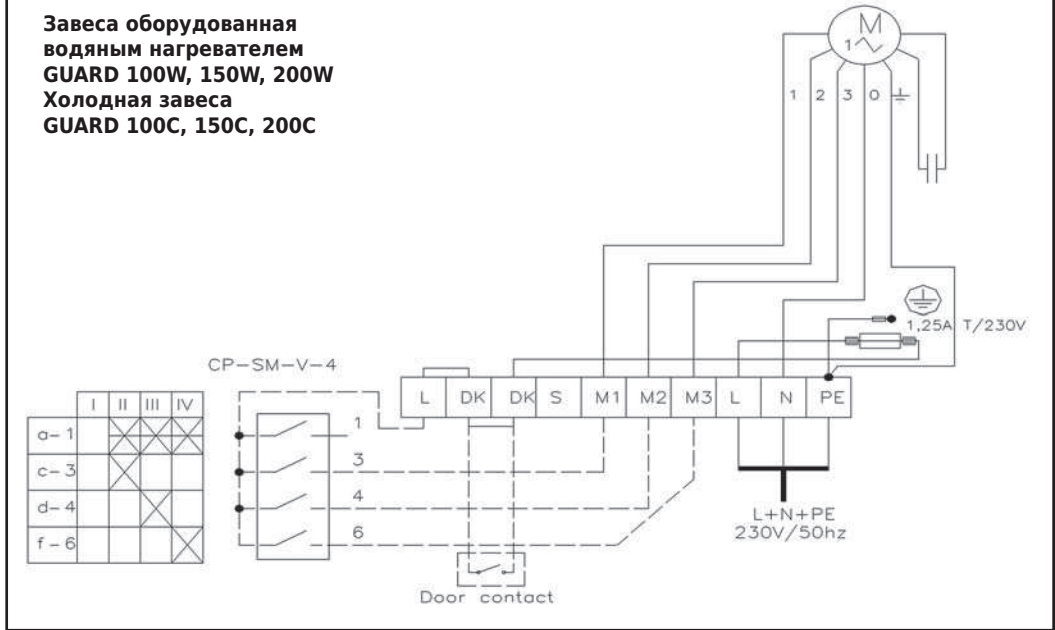 Завеса оборудованная
водяным нагревателем
GUARD 100W, 150W, 200W
Холодная завеса
GUARD 100C, 150C, 200C
M
1
1 2 3 0
1,25A T/230V
CP-SM-V-4
L DK DK S M1 M2 M3 L N PE
I II III IV
a-1
c-3
d-4
f-6
1
3
4
6
L+N+PE
230V/50hz
Door contact